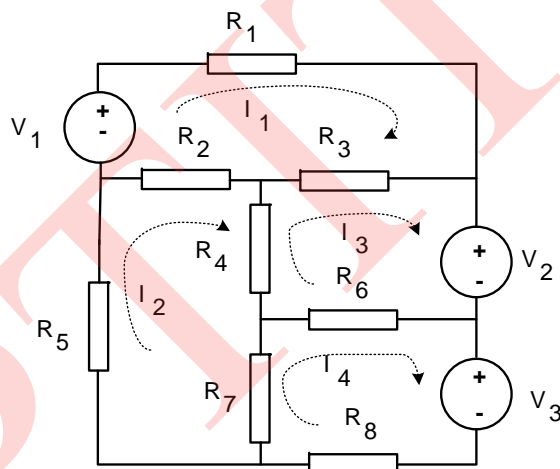 R1
V1
+
-
I1
R2
R3
R4
I3
+
-
V2
R6
I2
R5
R7
I4
+
-
V3
R8